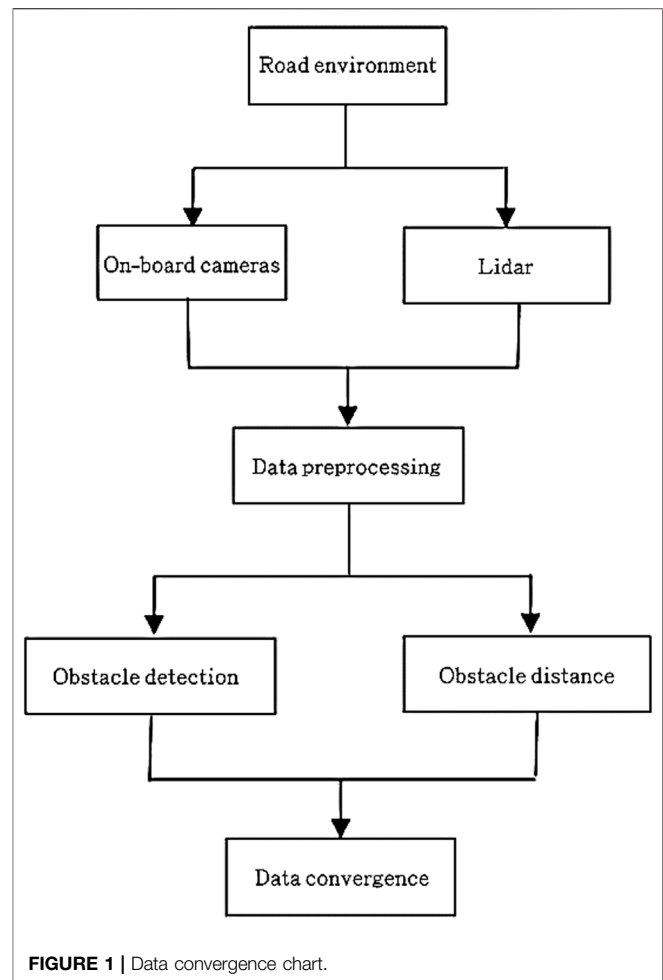 Road environment
On-board cameras
Lidar
Data preprocessing
Obstacle detection
Obstacle distance
Data convergence
FIGURE 1 | Data convergence chart.